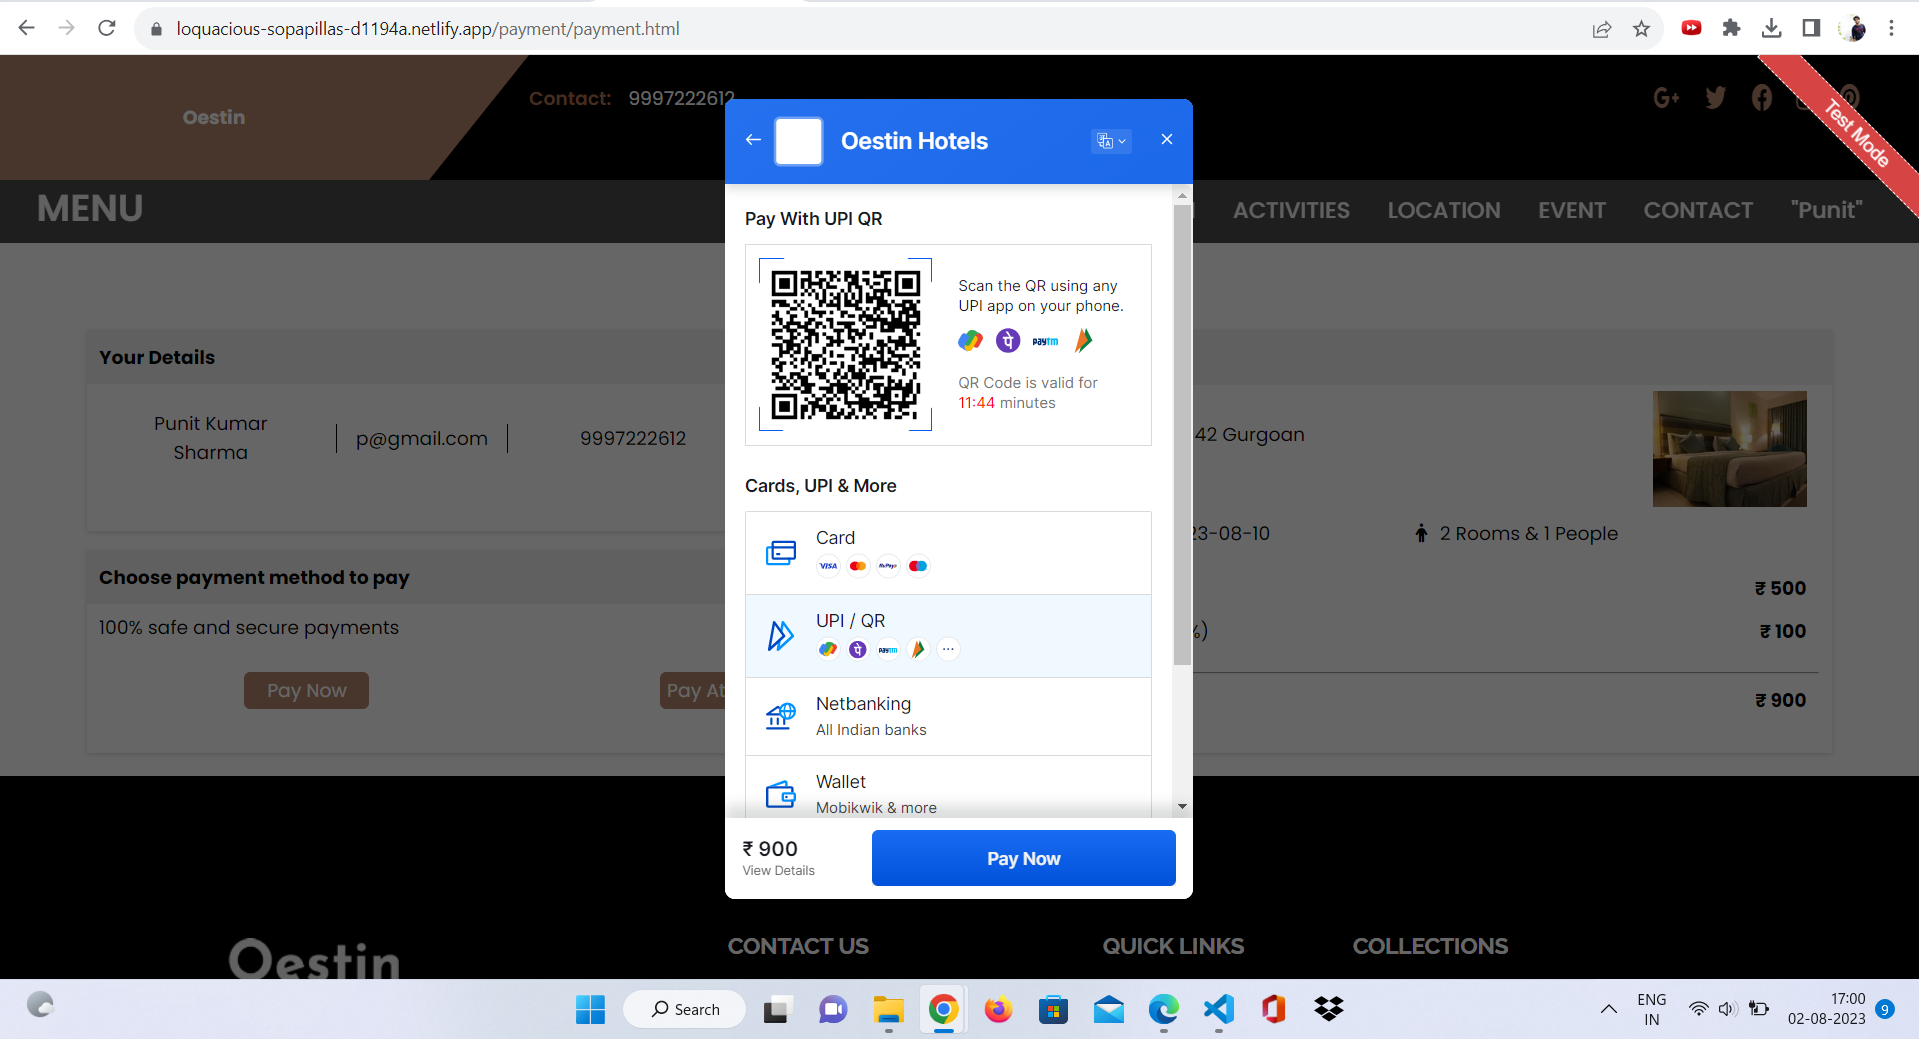 loquacious-sopapillas-d1194a.netlify.app/payment/payment.html
Oestin
Contact: 9997222612
Test Mode
MENU
ACTIVITIES
LOCATION
EVENT
CONTACT
"Punit"
Oestin Hotels
Pay With UPI QR
Scan the QR using any
UPI app on your phone.
पे
paytm
QR Code is valid for
11:44 minutes
Your Details
Punit Kumar
Sharma
p@gmail.com
9997222612
42 Gurgoan
23-08-10
2 Rooms & 1 People
₹ 500
%)
₹ 100
₹ 900
Choose payment method to pay
100% safe and secure payments
Pay Now
Pay At
Cards, UPI & More
Card
VISA
RuPay
UPI / QR
पे
paytm
Netbanking
All Indian banks
Wallet
Mobikwik & more
₹ 900
View Details
Pay Now
Oestin
CONTACT US
QUICK LINKS
COLLECTIONS
Search
ENG
IN
17:00
02-08-2023
9